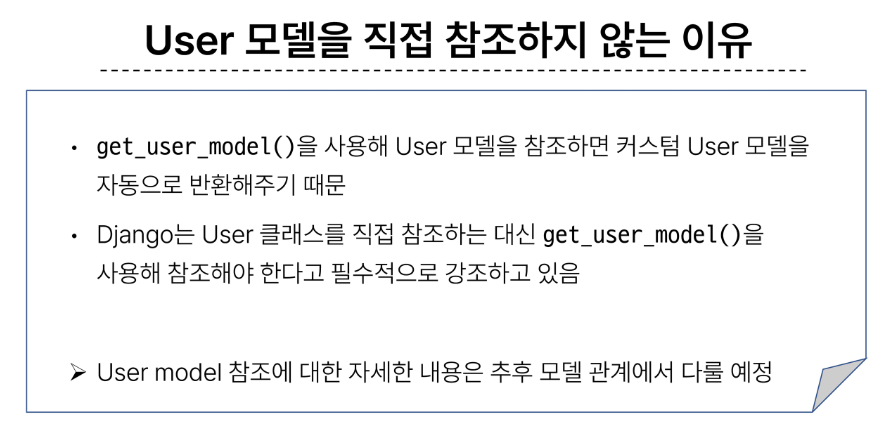 User 모델을 직접 참조하지 않는 이유
• get_user_model()을 사용해 User 모델을 참조하면 커스텀 User 모델을
자동으로 반환해주기 때문
• Django는 User 클래스를 직접 참조하는 대신 get_user_model()을
사용해 참조해야 한다고 필수적으로 강조하고 있음
➢ User model 참조에 대한 자세한 내용은 추후 모델 관계에서 다룰 예정